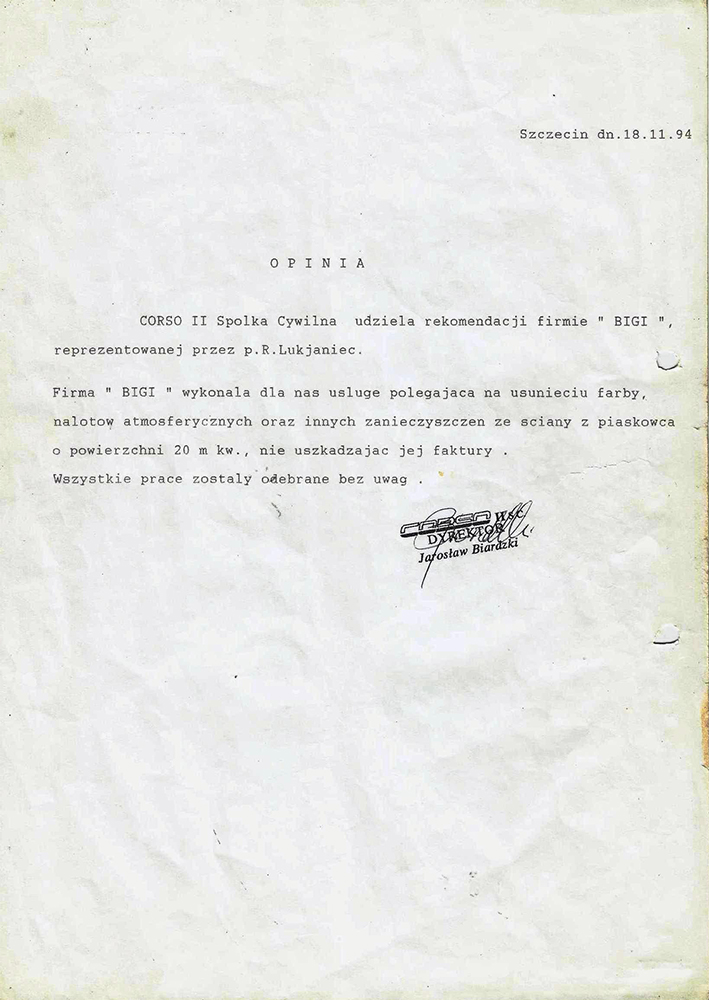 Szczecin dn.18.11.94
O P I N I A
CORSO II Spolka Cywilna udziela rekomendacji firmie " BIGI ",
reprezentowanej przez p.R.Lukjaniec.
Firma " BIGI " wykonala dla nas usluge polegajaca na usunieciu farby,
nalotow atmosferycznych oraz innych zanieczyszczen ze sciany z piaskowca
o powierzchni 20 m kw., nie uszkadzajac jej faktury .
Wszystkie prace zostaly odebrane bez uwag .
DYREKTOR
Jarosław Biardzki